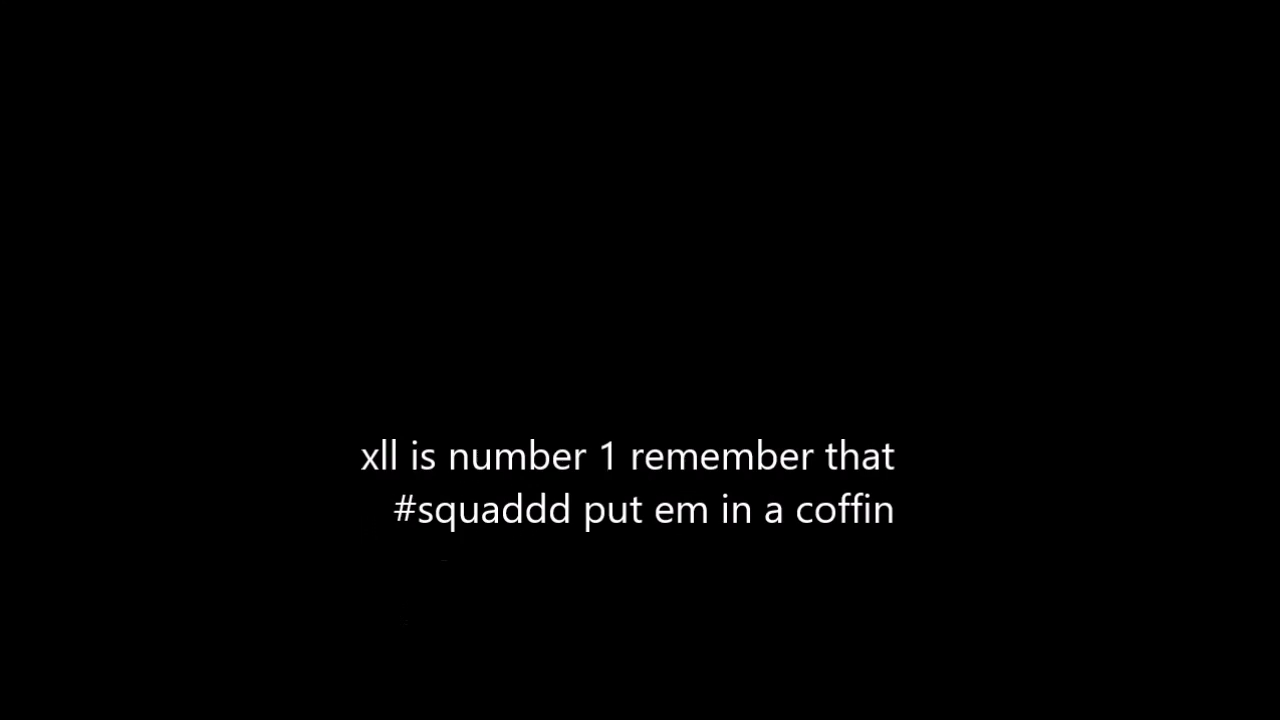 xll is number 1 remember that
#squaddd put em in a coffin